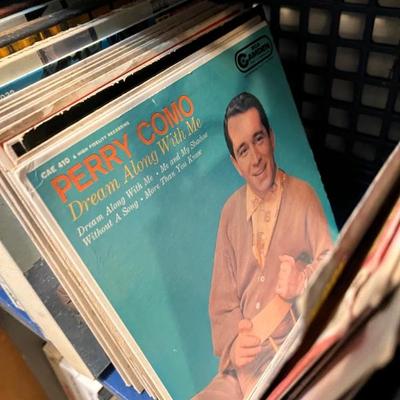 RCA
CAMDEN
CAE 410 A HIGH FIDELITY RECORDING
PERRY COMO
Dream Along With Me
Dream Along With Me • Me and My Shadow
Without A Song • More Than You Know